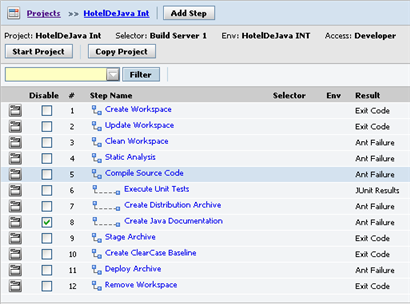 Projects >> HotelDeJava Int Add Step
Project: HotelDeJava Int Selector: Build Server 1 Env: HotelDeJava INT Access: Developer
Start Project Copy Project
Filter
Disable # Step Name Selector Env Result
1 Create Workspace Exit Code
2 Update Workspace Exit Code
3 Clean Workspace Ant Failure
4 Static Analysis Ant Failure
5 Compile Source Code Ant Failure
6 Execute Unit Tests JUnit Results
7 Create Distribution Archive Ant Failure
8 Create Java Documentation Ant Failure
9 Stage Archive Exit Code
10 Create ClearCase Baseline Exit Code
11 Deploy Archive Ant Failure
12 Remove Workspace Exit Code